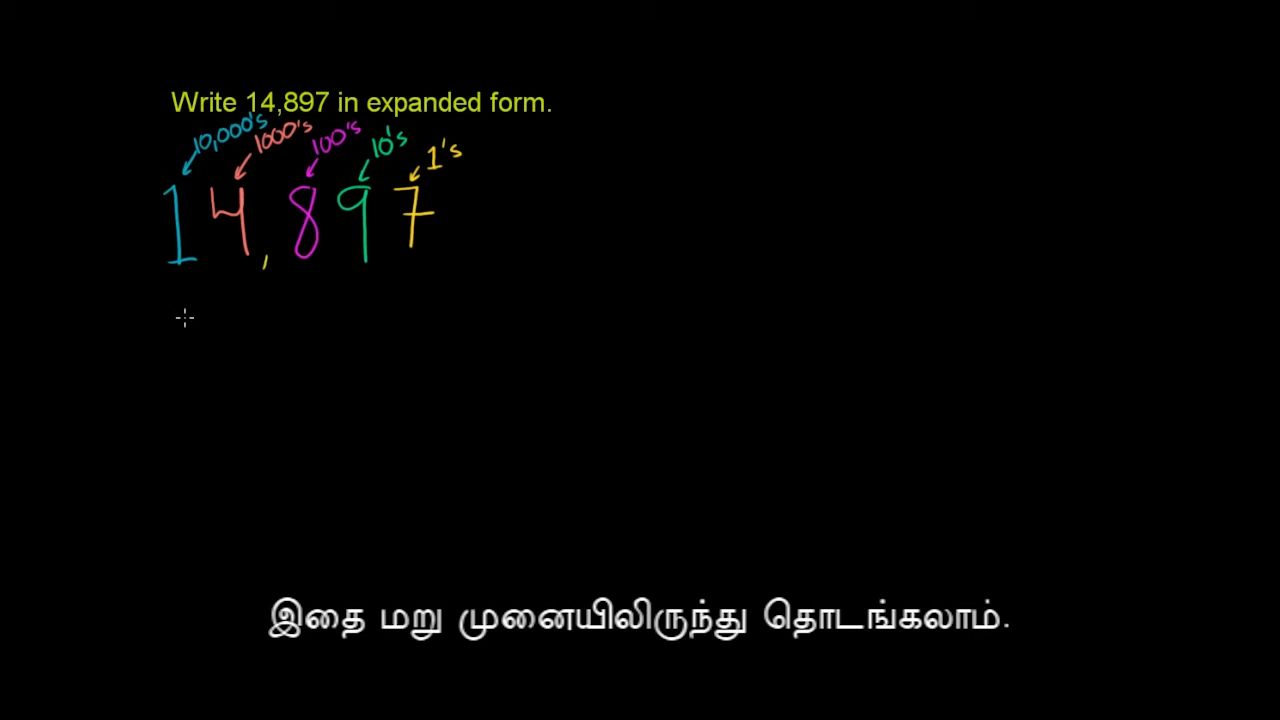 Write 14,897 in expanded form.
10,000's 1000's 100's 10's 1's
14,897
இதை மறு முனையிலிருந்து தொடங்கலாம்.